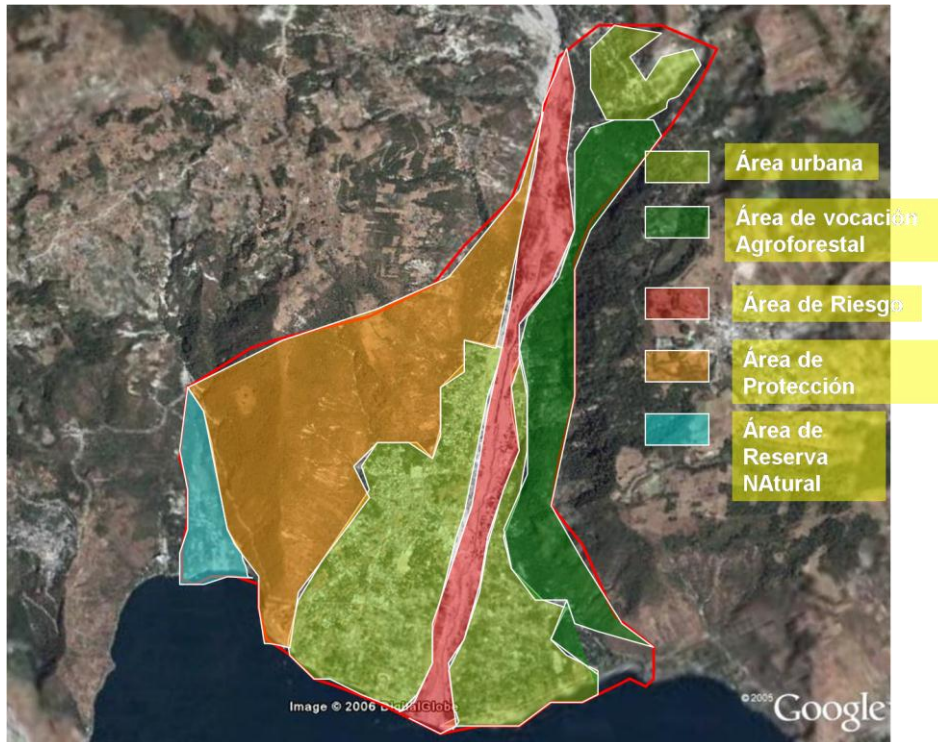 Área urbana
Área de vocación
Agroforestal
Área de Riesgo
Área de
Protección
Área de
Reserva
NAtural
Image © 2006 DigitalGlobe
©2005 Google